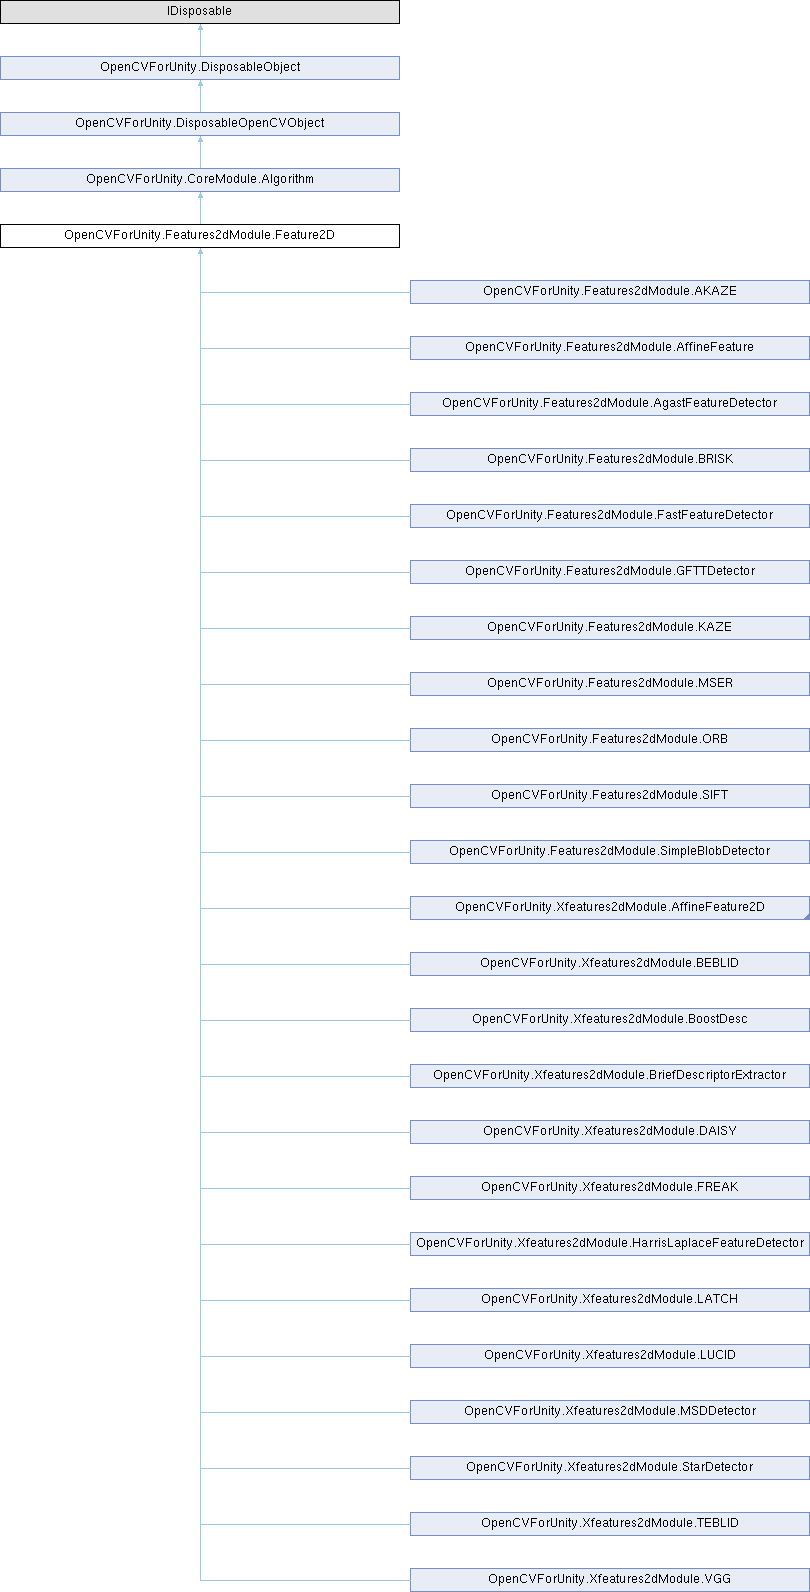 IDisposable
OpenCVForUnity.DisposableObject
OpenCVForUnity.DisposableOpenCVObject
OpenCVForUnity.CoreModule.Algorithm
OpenCVForUnity.Features2dModule.Feature2D
OpenCVForUnity.Features2dModule.AKAZE
OpenCVForUnity.Features2dModule.AffineFeature
OpenCVForUnity.Features2dModule.AgastFeatureDetector
OpenCVForUnity.Features2dModule.BRISK
OpenCVForUnity.Features2dModule.FastFeatureDetector
OpenCVForUnity.Features2dModule.GFTTDetector
OpenCVForUnity.Features2dModule.KAZE
OpenCVForUnity.Features2dModule.MSER
OpenCVForUnity.Features2dModule.ORB
OpenCVForUnity.Features2dModule.SIFT
OpenCVForUnity.Features2dModule.SimpleBlobDetector
OpenCVForUnity.Xfeatures2dModule.AffineFeature2D
OpenCVForUnity.Xfeatures2dModule.BEBLID
OpenCVForUnity.Xfeatures2dModule.BoostDesc
OpenCVForUnity.Xfeatures2dModule.BriefDescriptorExtractor
OpenCVForUnity.Xfeatures2dModule.DAISY
OpenCVForUnity.Xfeatures2dModule.FREAK
OpenCVForUnity.Xfeatures2dModule.HarrisLaplaceFeatureDetector
OpenCVForUnity.Xfeatures2dModule.LATCH
OpenCVForUnity.Xfeatures2dModule.LUCID
OpenCVForUnity.Xfeatures2dModule.MSDDetector
OpenCVForUnity.Xfeatures2dModule.StarDetector
OpenCVForUnity.Xfeatures2dModule.TEBLID
OpenCVForUnity.Xfeatures2dModule.VGG